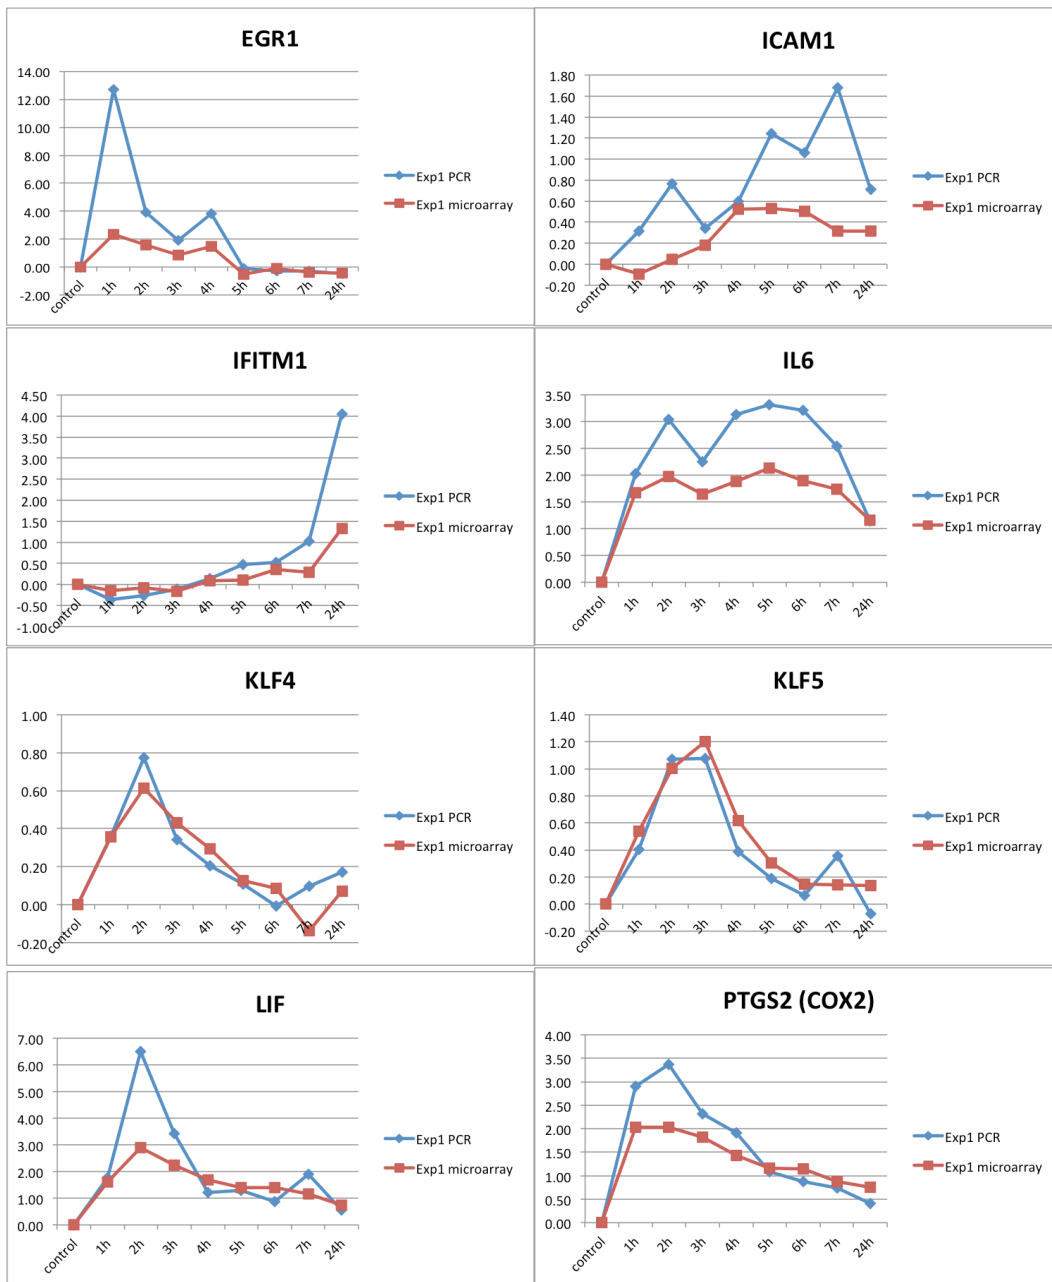 EGR1
14.00
12.00
10.00
8.00
6.00
4.00
2.00
0.00
-2.00
control
1h
2h
3h
4h
5h
6h
7h
24h
Exp1 PCR
Exp1 microarray
ICAM1
1.80
1.60
1.40
1.20
1.00
0.80
0.60
0.40
0.20
0.00
-0.20
control
1h
2h
3h
4h
5h
6h
7h
24h
Exp1 PCR
Exp1 microarray
IFITM1
4.50
4.00
3.50
3.00
2.50
2.00
1.50
1.00
0.50
0.00
-0.50
-1.00
control
1h
2h
3h
4h
5h
6h
7h
24h
Exp1 PCR
Exp1 microarray
IL6
3.50
3.00
2.50
2.00
1.50
1.00
0.50
0.00
control
1h
2h
3h
4h
5h
6h
7h
24h
Exp1 PCR
Exp1 microarray
KLF4
1.00
0.80
0.60
0.40
0.20
0.00
-0.20
control
1h
2h
3h
4h
5h
6h
7h
24h
Exp1 PCR
Exp1 microarray
KLF5
1.40
1.20
1.00
0.80
0.60
0.40
0.20
0.00
-0.20
control
1h
2h
3h
4h
5h
6h
7h
24h
Exp1 PCR
Exp1 microarray
LIF
7.00
6.00
5.00
4.00
3.00
2.00
1.00
0.00
control
1h
2h
3h
4h
5h
6h
7h
24h
Exp1 PCR
Exp1 microarray
PTGS2 (COX2)
4.00
3.50
3.00
2.50
2.00
1.50
1.00
0.50
0.00
control
1h
2h
3h
4h
5h
6h
7h
24h
Exp1 PCR
Exp1 microarray